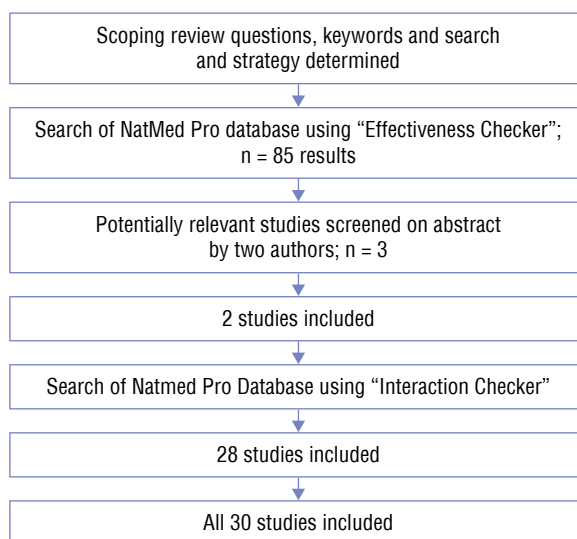 Scoping review questions, keywords and search
and strategy determined
Search of NatMed Pro database using “Effectiveness Checker”;
n = 85 results
Potentially relevant studies screened on abstract
by two authors; n = 3
2 studies included
Search of Natmed Pro Database using “Interaction Checker”
28 studies included
All 30 studies included